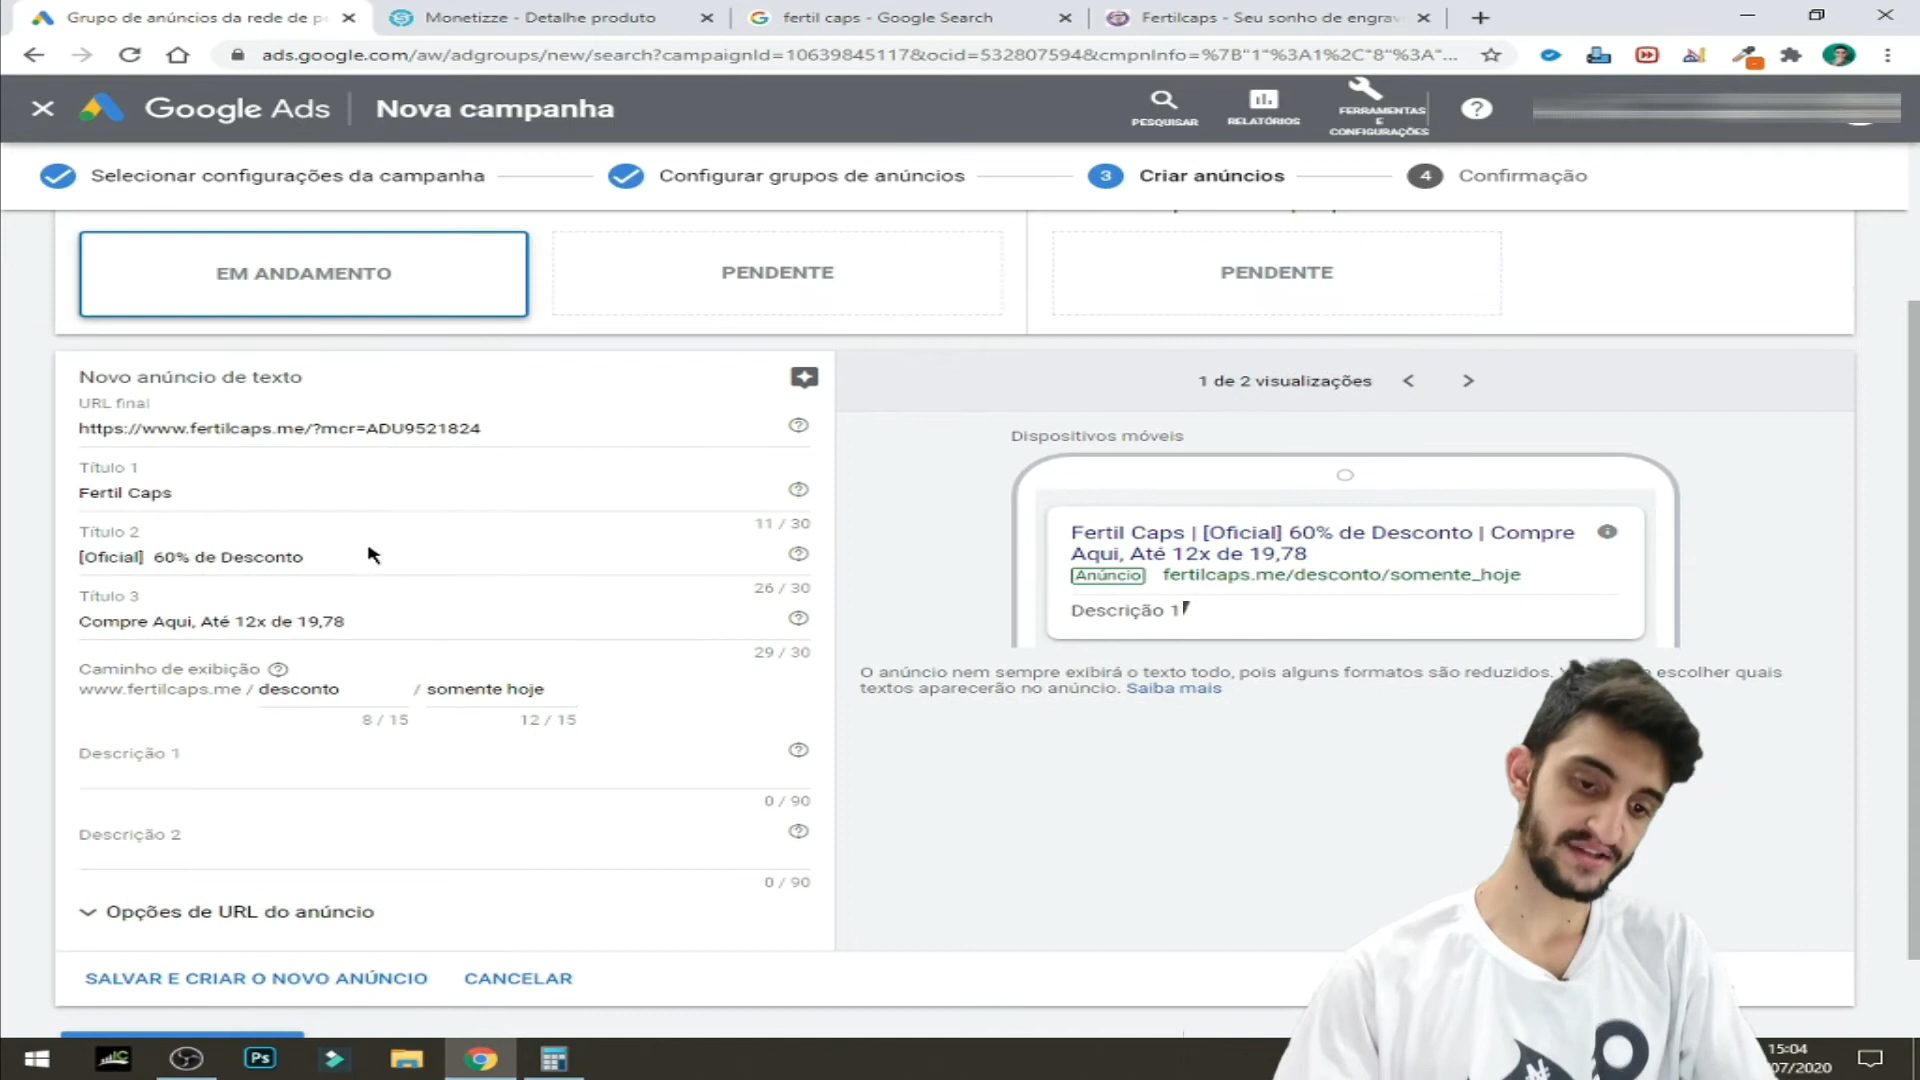 Grupo de anúncios da rede de pe
Monetizze - Detalhe produto
fertil caps - Google Search
Fertilcaps - Seu sonho de engrav
ads.google.com/aw/adgroups/new/search?campaignId=10639845117&ocid=532807594&cmpnInfo=%7B"1"%3A1%2C"8"%3A"...
Google Ads
Nova campanha
PESQUISAR
RELATÓRIOS
FERRAMENTAS
E
CONFIGURAÇÕES
Selecionar configurações da campanha
Configurar grupos de anúncios
3 Criar anúncios
4 Confirmação
EM ANDAMENTO
PENDENTE
PENDENTE
Novo anúncio de texto
URL final
https://www.fertilcaps.me/?mcr=ADU9521824
Título 1
Fertil Caps
11 / 30
Título 2
[Oficial] 60% de Desconto
26 / 30
Título 3
Compre Aqui, Até 12x de 19,78
29 / 30
Caminho de exibição
www.fertilcaps.me / desconto / somente hoje
8 / 15
12 / 15
Descrição 1
0 / 90
Descrição 2
0 / 90
Opções de URL do anúncio
SALVAR E CRIAR O NOVO ANÚNCIO
CANCELAR
1 de 2 visualizações
Dispositivos móveis
Fertil Caps | [Oficial] 60% de Desconto | Compre
Aqui, Até 12x de 19,78
Anúncio fertilcaps.me/desconto/somente_hoje
Descrição 1
O anúncio nem sempre exibirá o texto todo, pois alguns formatos são reduzidos. escolher quais
textos aparecerão no anúncio. Saiba mais
Ps
15:04
07/2020